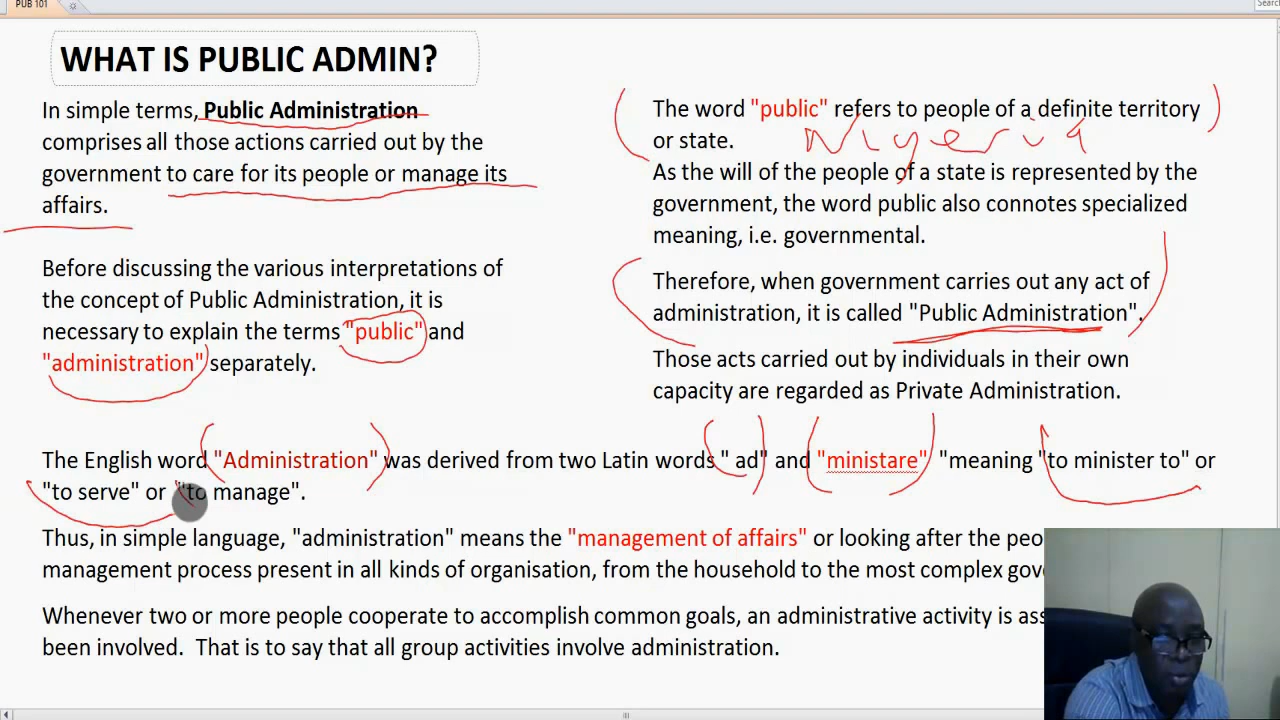 PUB 101
Search
WHAT IS PUBLIC ADMIN?
In simple terms, Public Administration
comprises all those actions carried out by the
government to care for its people or manage its
affairs.
Before discussing the various interpretations of
the concept of Public Administration, it is
necessary to explain the terms "public" and
"administration" separately.
The word "public" refers to people of a definite territory
or state.
Nigeria
As the will of the people of a state is represented by the
government, the word public also connotes specialized
meaning, i.e. governmental.
Therefore, when government carries out any act of
administration, it is called "Public Administration".
Those acts carried out by individuals in their own
capacity are regarded as Private Administration.
The English word "Administration" was derived from two Latin words " ad" and "ministare" "meaning "to minister to" or
"to serve" or "to manage".
Thus, in simple language, "administration" means the "management of affairs" or looking after the
management process present in all kinds of organisation, from the household to the most complex
Whenever two or more people cooperate to accomplish common goals, an administrative activity is
been involved. That is to say that all group activities involve administration.